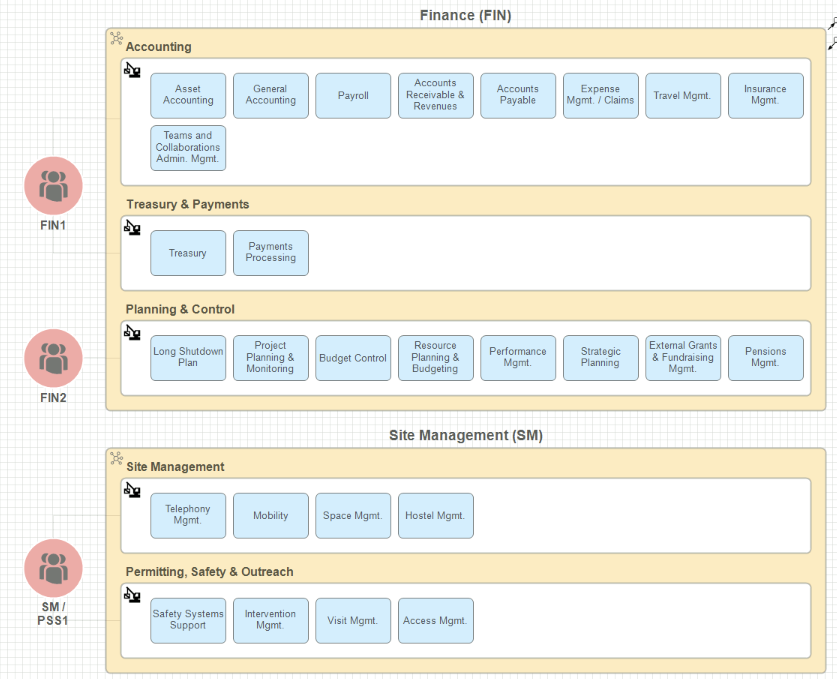 Finance (FIN)
Accounting
Asset
Accounting
General
Accounting
Payroll
Accounts
Receivable &
Revenues
Accounts
Payable
Expense
Mgmt. / Claims
Travel Mgmt.
Insurance
Mgmt.
Teams and
Collaborations
Admin. Mgmt.
FIN1
Treasury & Payments
Treasury
Payments
Processing
Planning & Control
Long Shutdown
Plan
Project
Planning &
Monitoring
Budget Control
Resource
Planning &
Budgeting
Performance
Mgmt.
Strategic
Planning
External Grants
& Fundraising
Mgmt.
Pensions
Mgmt.
FIN2
Site Management (SM)
Site Management
Telephony
Mgmt.
Mobility
Space Mgmt.
Hostel Mgmt.
SM /
PSS1
Permitting, Safety & Outreach
Safety Systems
Support
Intervention
Mgmt.
Visit Mgmt.
Access Mgmt.